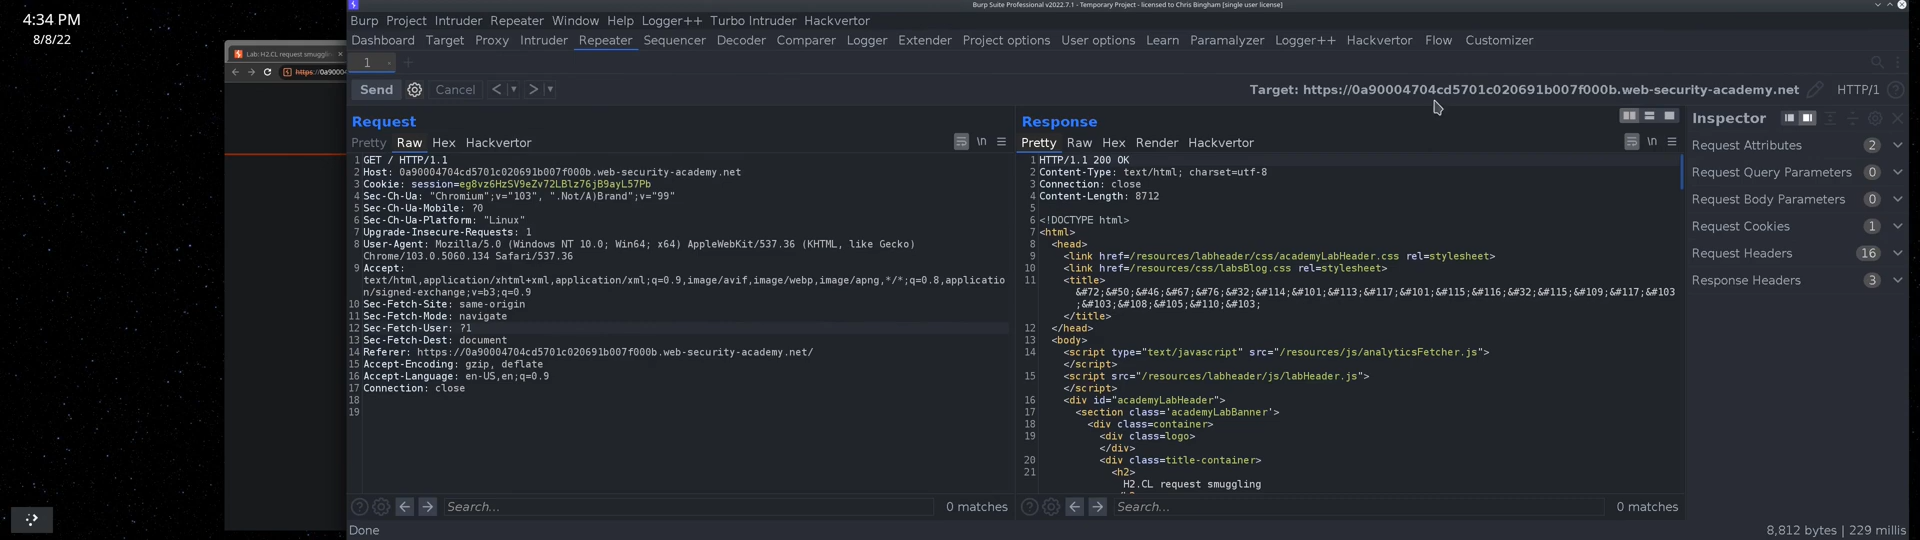 4:34 PM
8/8/22
Lab: H2.CL request smuggli
https://0a9000
Burp Suite Professional v2022.7.1 - Temporary Project - licensed to Chris Bingham [single user license]
Burp Project Intruder Repeater Window Help Logger++ Turbo Intruder Hackvertor
Dashboard Target Proxy Intruder Repeater Sequencer Decoder Comparer Logger Extender Project options User options Learn Paramalyzer Logger++ Hackvertor Flow Customizer
1
Send Cancel
Target: https://0a90004704cd5701c020691b007f000b.web-security-academy.net HTTP/1
Request
Pretty Raw Hex Hackvertor \n
1 GET / HTTP/1.1
2 Host: 0a90004704cd5701c020691b007f000b.web-security-academy.net
3 Cookie: session=eg8vz6HzSV9eZv72LBlz76jB9ayL57Pb
4 Sec-Ch-Ua: "Chromium";v="103", ".Not/A)Brand";v="99"
5 Sec-Ch-Ua-Mobile: ?0
6 Sec-Ch-Ua-Platform: "Linux"
7 Upgrade-Insecure-Requests: 1
8 User-Agent: Mozilla/5.0 (Windows NT 10.0; Win64; x64) AppleWebKit/537.36 (KHTML, like Gecko)
Chrome/103.0.5060.134 Safari/537.36
9 Accept:
text/html,application/xhtml+xml,application/xml;q=0.9,image/avif,image/webp,image/apng,*/*;q=0.8,applicatio
n/signed-exchange;v=b3;q=0.9
10 Sec-Fetch-Site: same-origin
11 Sec-Fetch-Mode: navigate
12 Sec-Fetch-User: ?1
13 Sec-Fetch-Dest: document
14 Referer: https://0a90004704cd5701c020691b007f000b.web-security-academy.net/
15 Accept-Encoding: gzip, deflate
16 Accept-Language: en-US,en;q=0.9
17 Connection: close
18
19
Search... 0 matches
Response
Pretty Raw Hex Render Hackvertor \n
1 HTTP/1.1 200 OK
2 Content-Type: text/html; charset=utf-8
3 Connection: close
4 Content-Length: 8712
5
6 <!DOCTYPE html>
7 <html>
8 <head>
9 <link href=/resources/labheader/css/academyLabHeader.css rel=stylesheet>
10 <link href=/resources/css/labsBlog.css rel=stylesheet>
11 <title>
&#72;&#50;&#46;&#67;&#76;&#32;&#114;&#101;&#113;&#117;&#101;&#115;&#116;&#32;&#115;&#109;&#117;&#103
;&#103;&#108;&#105;&#110;&#103;
</title>
12 </head>
13 <body>
14 <script type="text/javascript" src="/resources/js/analyticsFetcher.js">
</script>
15 <script src="/resources/labheader/js/labHeader.js">
</script>
16 <div id="academyLabHeader">
17 <section class='academyLabBanner'>
18 <div class=container>
19 <div class=logo>
</div>
20 <div class=title-container>
21 <h2>
H2.CL request smuggling
Search... 0 matches
Inspector
Request Attributes 2
Request Query Parameters 0
Request Body Parameters 0
Request Cookies 1
Request Headers 16
Response Headers 3
Done
8,812 bytes | 229 millis